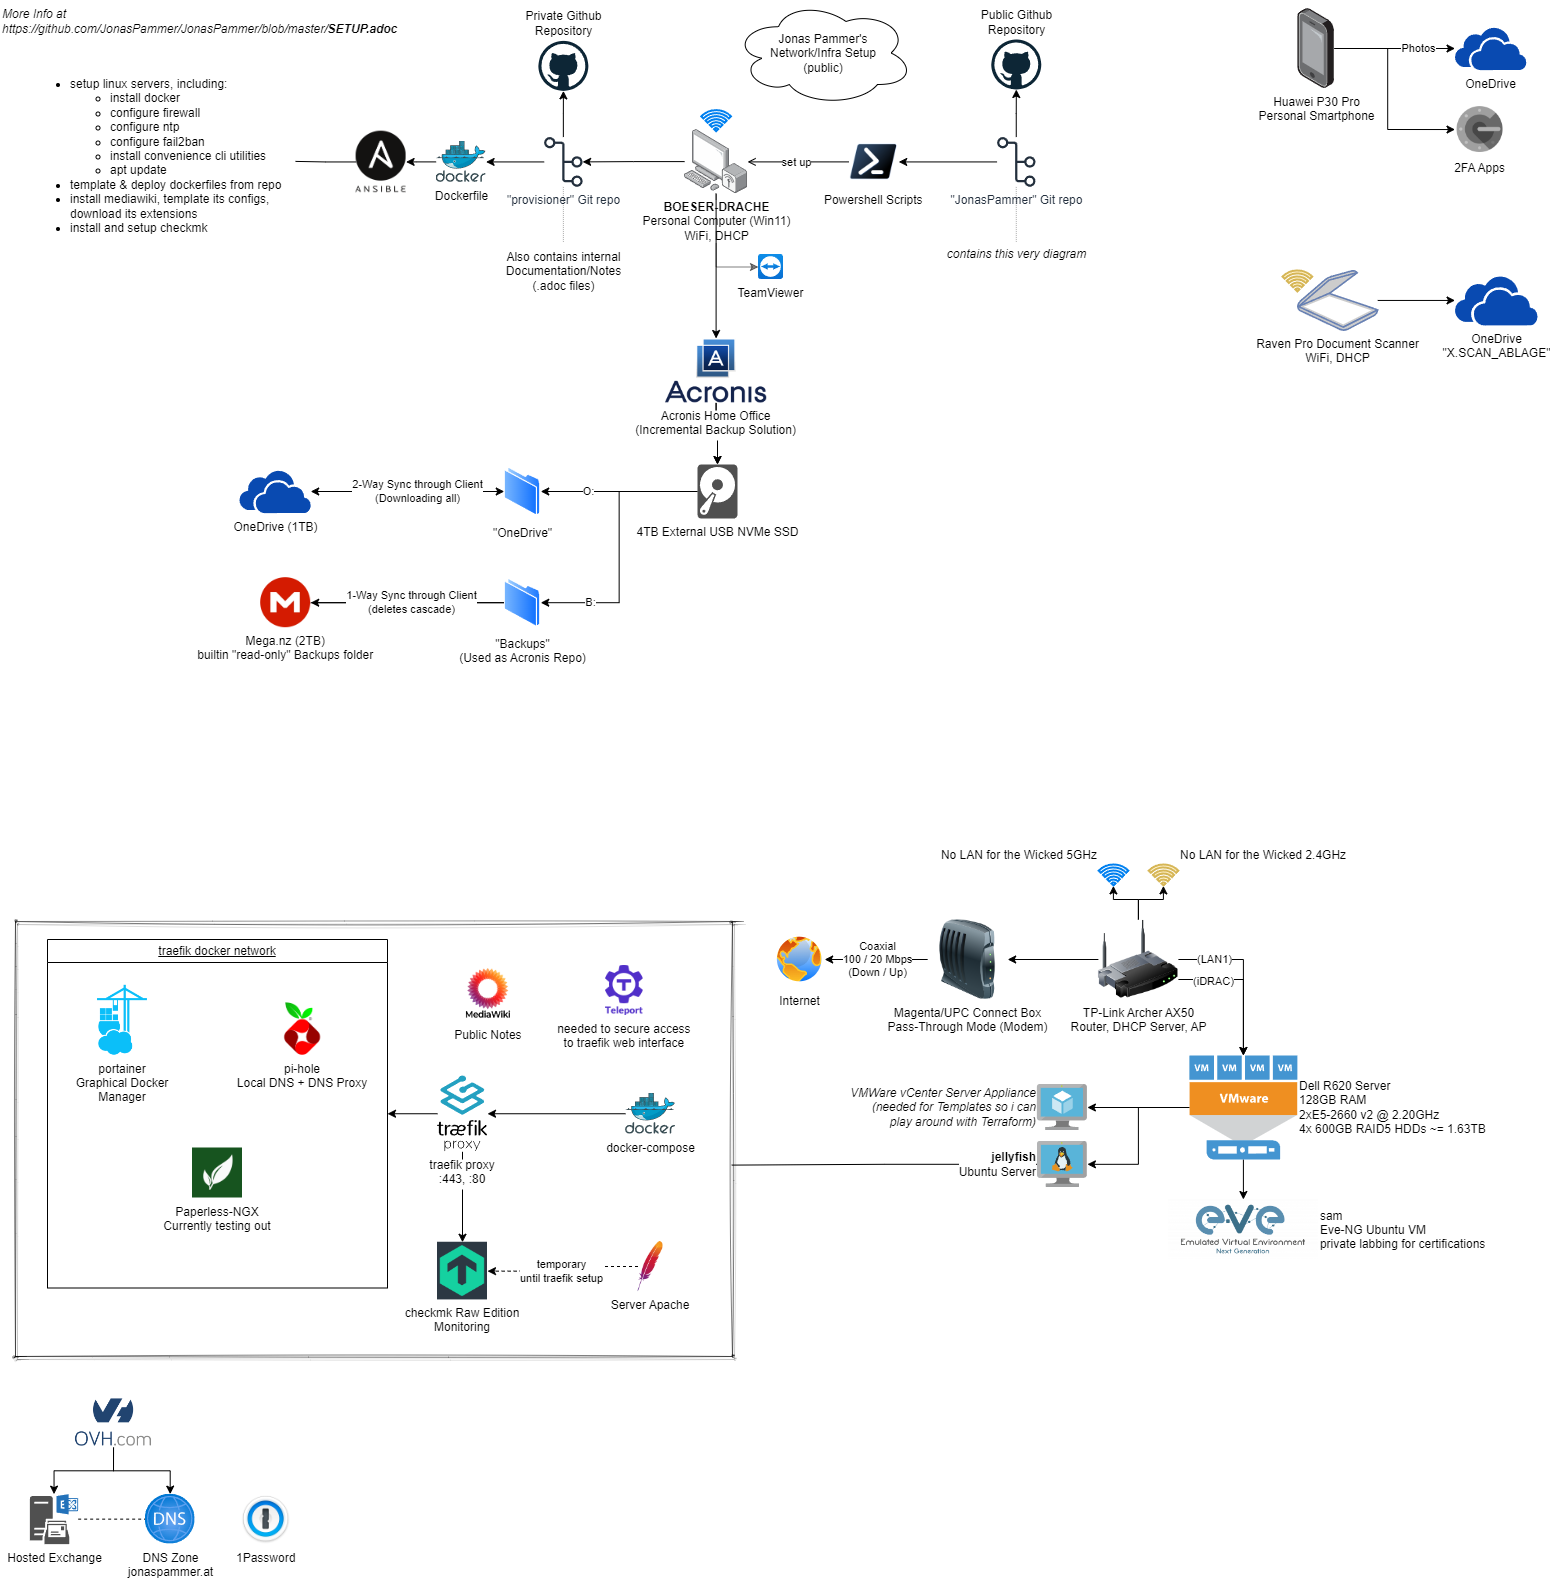 More Info at
https://github.com/JonasPammer/JonasPammer/blob/master/SETUP.adoc
Private Github
Repository
Jonas Pammer's
Network/Infra Setup
(public)
Public Github
Repository
Photos
OneDrive
Huawei P30 Pro
Personal Smartphone
2FA Apps
setup linux servers, including:
install docker
configure firewall
configure ntp
configure fail2ban
install convenience cli utilities
apt update
template & deploy dockerfiles from repo
install mediawiki, template its configs,
download its extensions
install and setup checkmk
A
ANSIBLE
docker
Dockerfile
"provisioner" Git repo
Also contains internal
Documentation/Notes
(.adoc files)
set up
BOESER-DRACHE
Personal Computer (Win11)
WiFi, DHCP
Powershell Scripts
"JonasPammer" Git repo
contains this very diagram
TeamViewer
Raven Pro Document Scanner
WiFi, DHCP
OneDrive
"X.SCAN_ABLAGE"
A
Acronis
Acronis Home Office
(Incremental Backup Solution)
OneDrive (1TB)
2-Way Sync through Client
(Downloading all)
"OneDrive"
O:
4TB External USB NVMe SSD
M
Mega.nz (2TB)
builtin "read-only" Backups folder
1-Way Sync through Client
(deletes cascade)
"Backups"
(Used as Acronis Repo)
B:
No LAN for the Wicked 5GHz
No LAN for the Wicked 2.4GHz
Internet
Coaxial
100 / 20 Mbps
(Down / Up)
Magenta/UPC Connect Box
Pass-Through Mode (Modem)
TP-Link Archer AX50
Router, DHCP Server, AP
(LAN1)
(iDRAC)
VM VM VM VM
VMware
Dell R620 Server
128GB RAM
2xE5-2660 v2 @ 2.20GHz
4x 600GB RAID5 HDDs ~= 1.63TB
VMWare vCenter Server Appliance
(needed for Templates so i can
play around with Terraform)
jellyfish
Ubuntu Server
eve
Emulated Virtual Environment
Next Generation
sam
Eve-NG Ubuntu VM
private labbing for certifications
traefik docker network
portainer
Graphical Docker
Manager
pi-hole
Local DNS + DNS Proxy
Paperless-NGX
Currently testing out
MediaWiki
Public Notes
T
Teleport
needed to secure access
to traefik web interface
træfik
proxy
traefik proxy
:443, :80
docker
docker-compose
checkmk Raw Edition
Monitoring
temporary
until traefik setup
Server Apache
OVH.com
E
Hosted Exchange
DNS
DNS Zone
jonaspammer.at
1Password